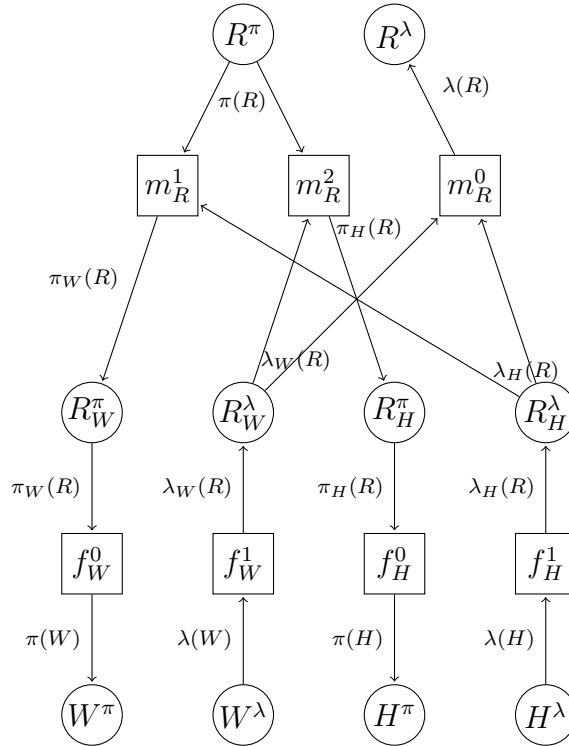 R^π R^λ
π(R) λ(R)
m_R^1 m_R^2 m_R^0
π_H(R)
π_W(R)
λ_W(R) λ_H(R)
R_W^π R_W^λ R_H^π R_H^λ
π_W(R) λ_W(R) π_H(R) λ_H(R)
f_W^0 f_W^1 f_H^0 f_H^1
π(W) λ(W) π(H) λ(H)
W^π W^λ H^π H^λ